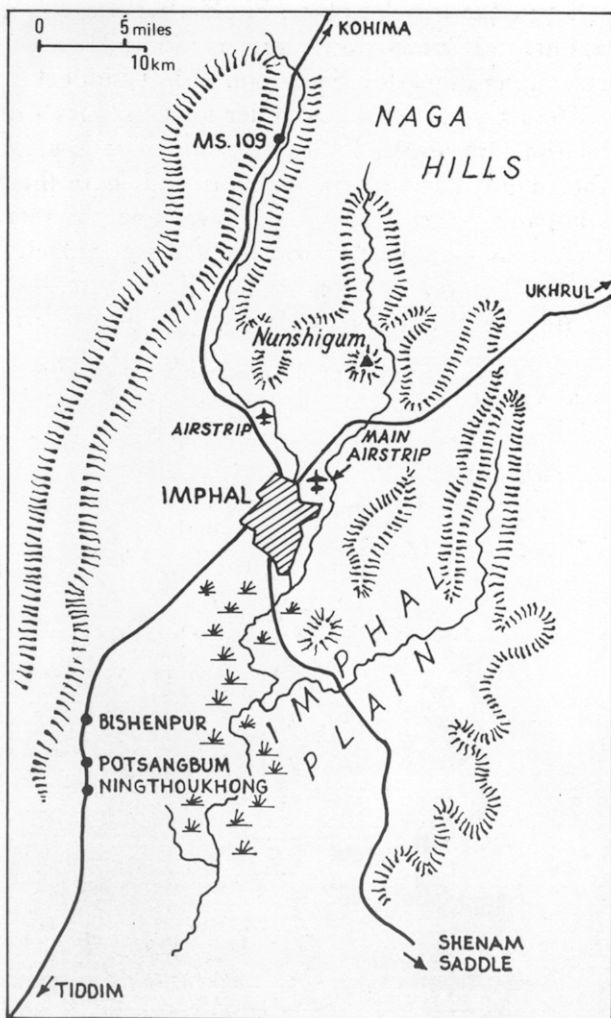 KOHIMA
0 5 miles
10km
MS. 109
NAGA
HILLS
UKHRUL
Nunshigum
AIRSTRIP
MAIN
AIRSTRIP
IMPHAL
IMPHAL
PLAIN
BISHENPUR
POTSANGBUM
NINGTHOUKHONG
SHENAM
SADDLE
TIDDIM